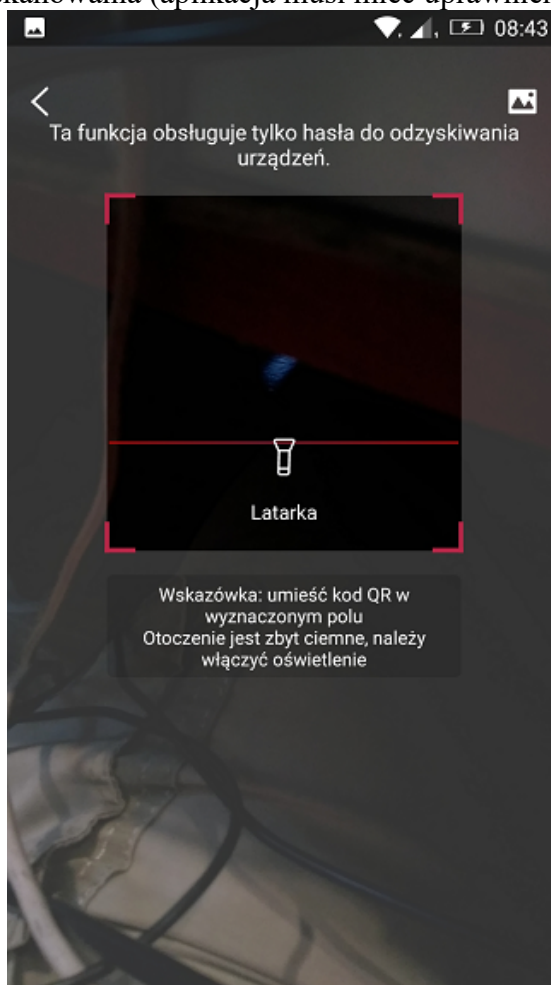 08:43
Ta funkcja obsługuje tylko hasła do odzyskiwania
urządzeń.
Latarka
Wskazówka: umieść kod QR w
wyznaczonym polu
Otoczenie jest zbyt ciemne, należy
włączyć oświetlenie